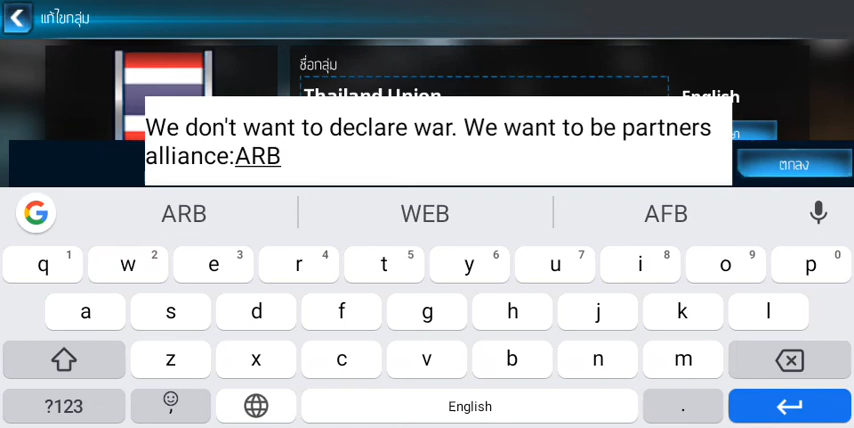 แก้ไขกลุ่ม
ชื่อกลุ่ม
Thailand Union
English
We don't want to declare war. We want to be partners
alliance:ARB
ตกลง
ARB WEB AFB
q 1 w 2 e 3 r 4 t 5 y 6 u 7 i 8 o 9 p 0
a s d f g h j k l
z x c v b n m
?123 , English .